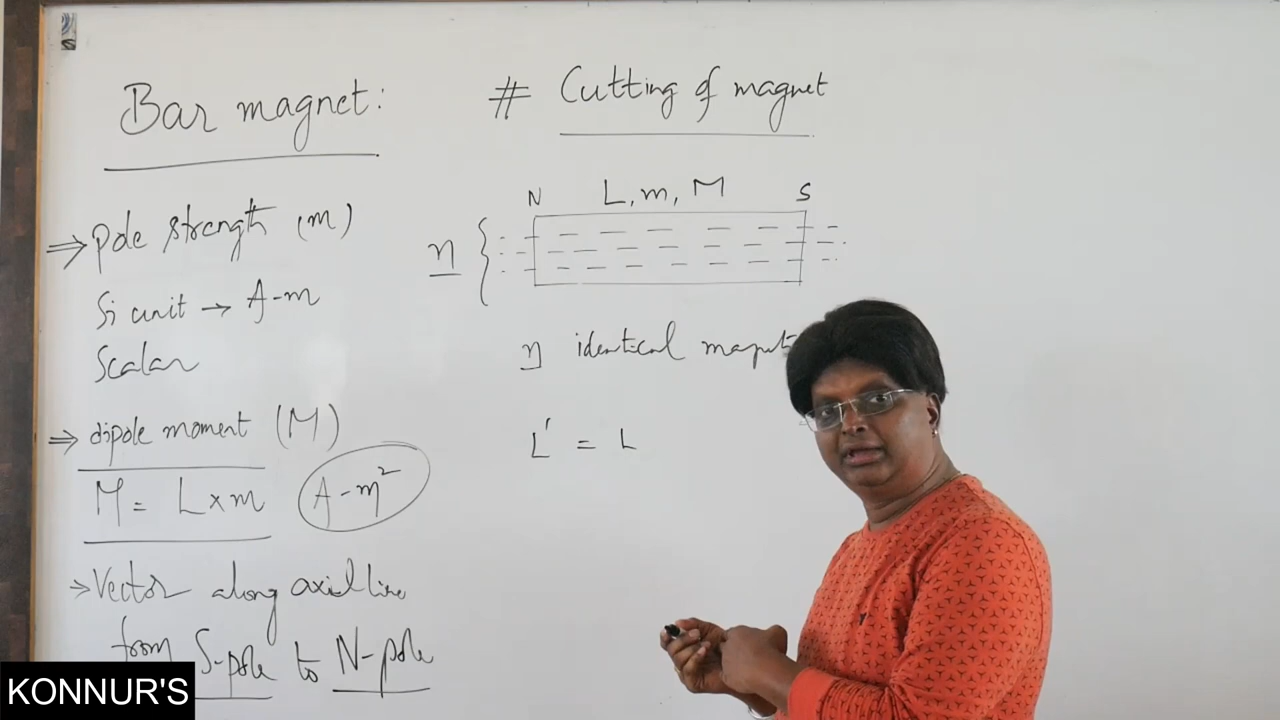 Bar magnet:
⇒ Pole strength (m)
Si unit → A-m
Scalar
⇒ dipole moment (M)
M = L×m
A-m²
→ Vector along axial line
from S-pole to N-pole
# Cutting of magnet
N L, m, M S
n {
n identical magnet
L' = L
KONNUR'S